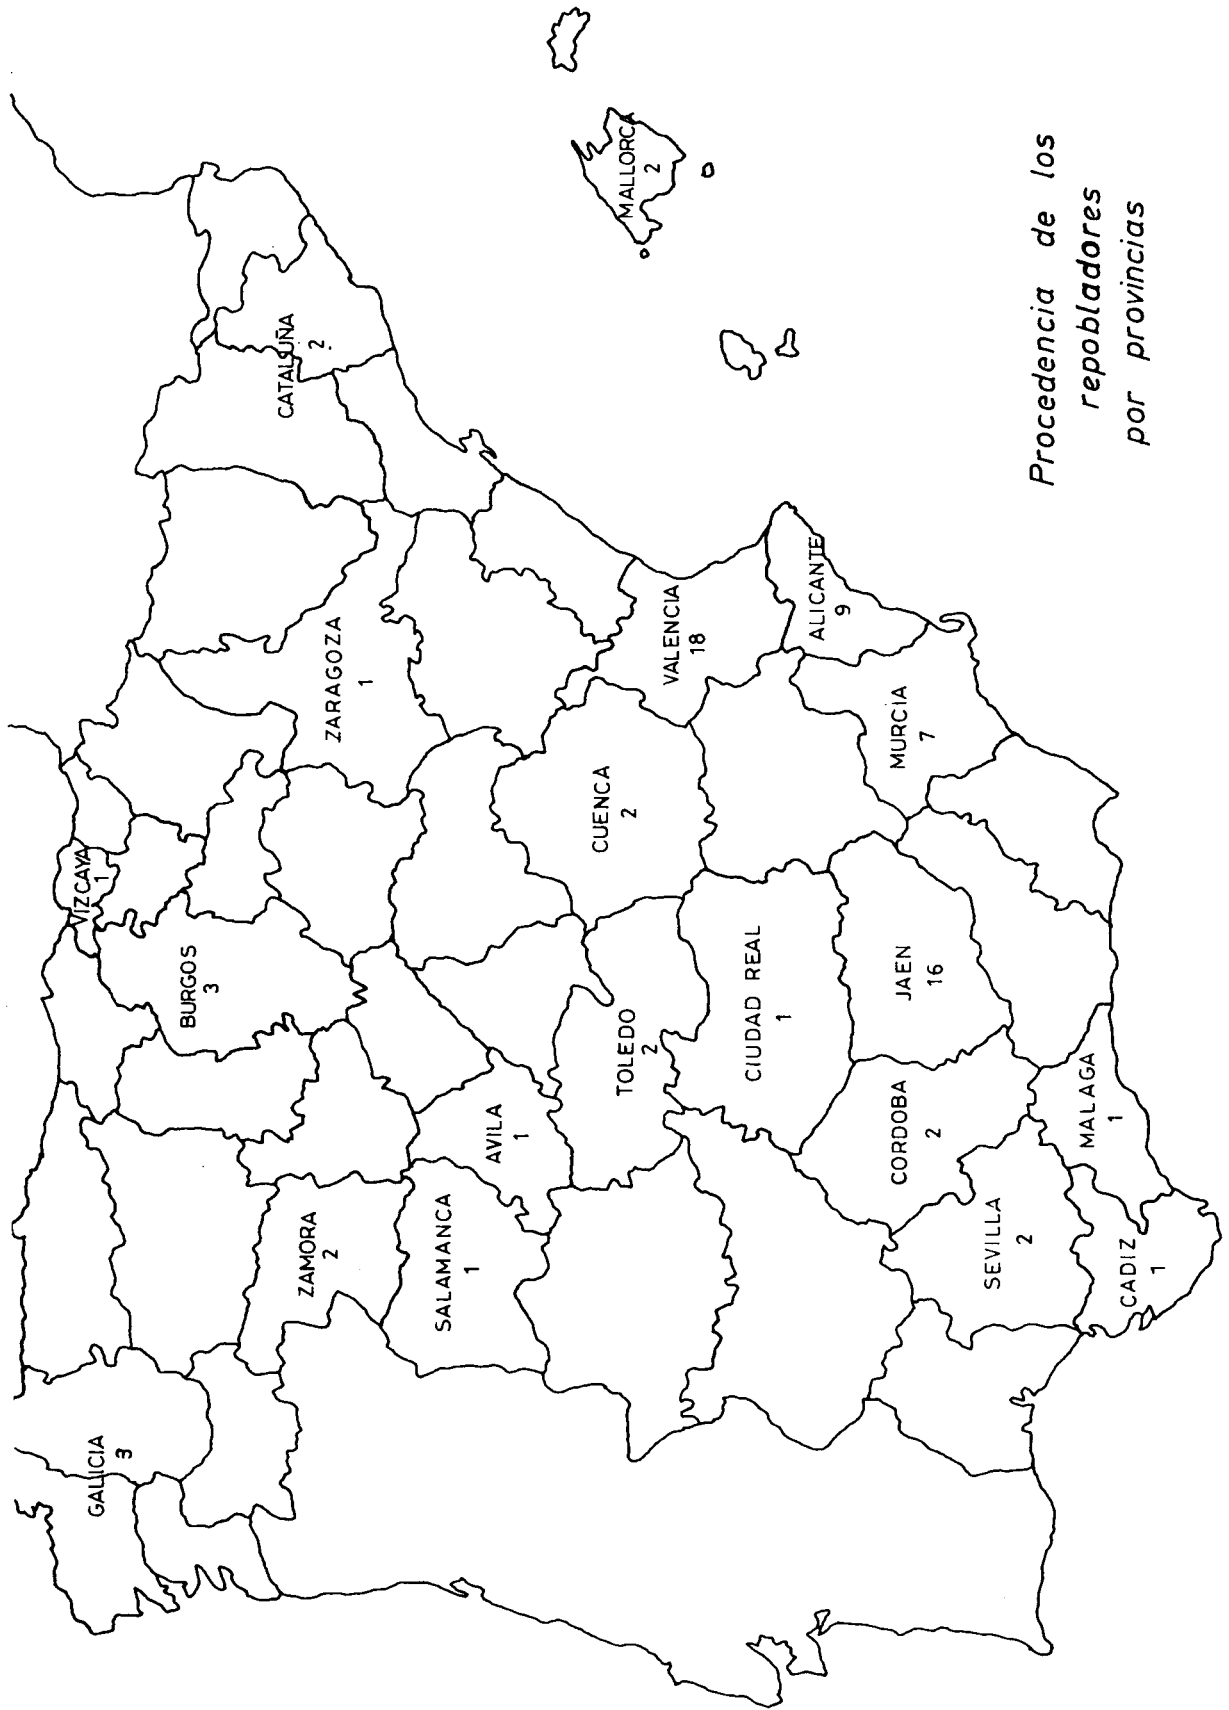 GALICIA
3
VIZCAYA
1
BURGOS
3
CATALUÑA
2
ZARAGOZA
1
ZAMORA
2
SALAMANCA
1
AVILA
1
MALLORCA
2
CUENCA
2
TOLEDO
2
VALENCIA
18
CIUDAD REAL
1
ALICANTE
9
MURCIA
7
JAEN
16
CORDOBA
2
SEVILLA
2
MALAGA
1
CADIZ
1
Procedencia de los
repobladores
por provincias